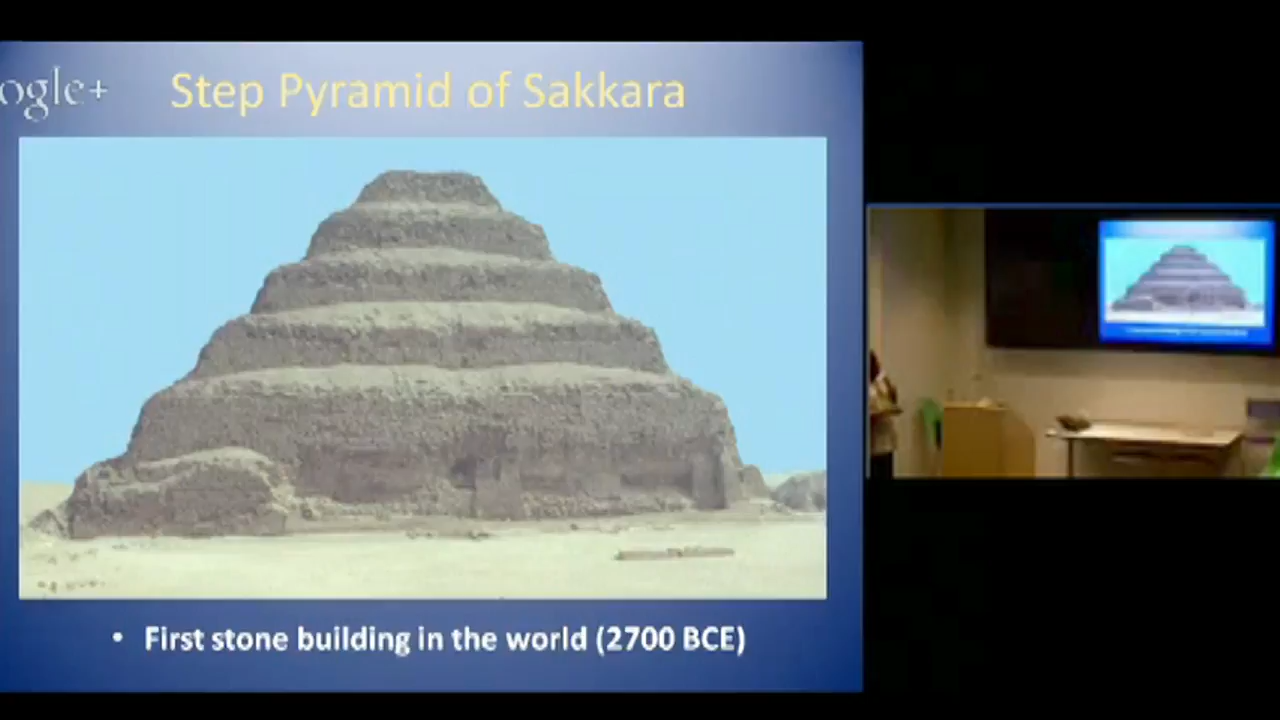 ogle+
Step Pyramid of Sakkara
• First stone building in the world (2700 BCE)